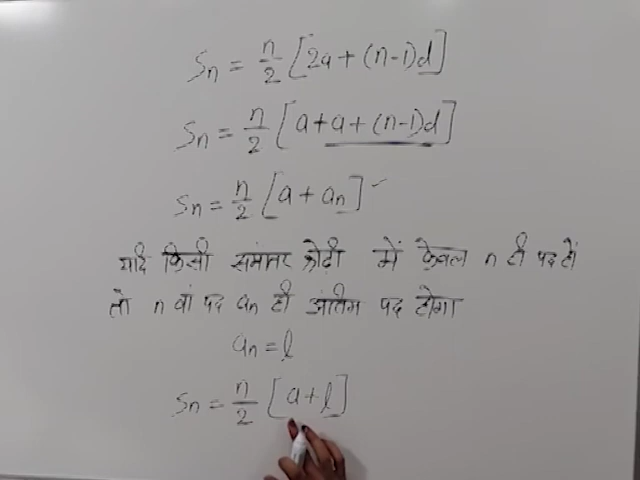 Sn = n/2 [2a + (n-1)d]
Sn = n/2 [a + a + (n-1)d]
Sn = n/2 [a + an]
यदि किसी समांतर श्रेढ़ी में केवल n ही पद हों
तो n वां पद an ही अंतिम पद होगा
an = l
Sn = n/2 [a + l]